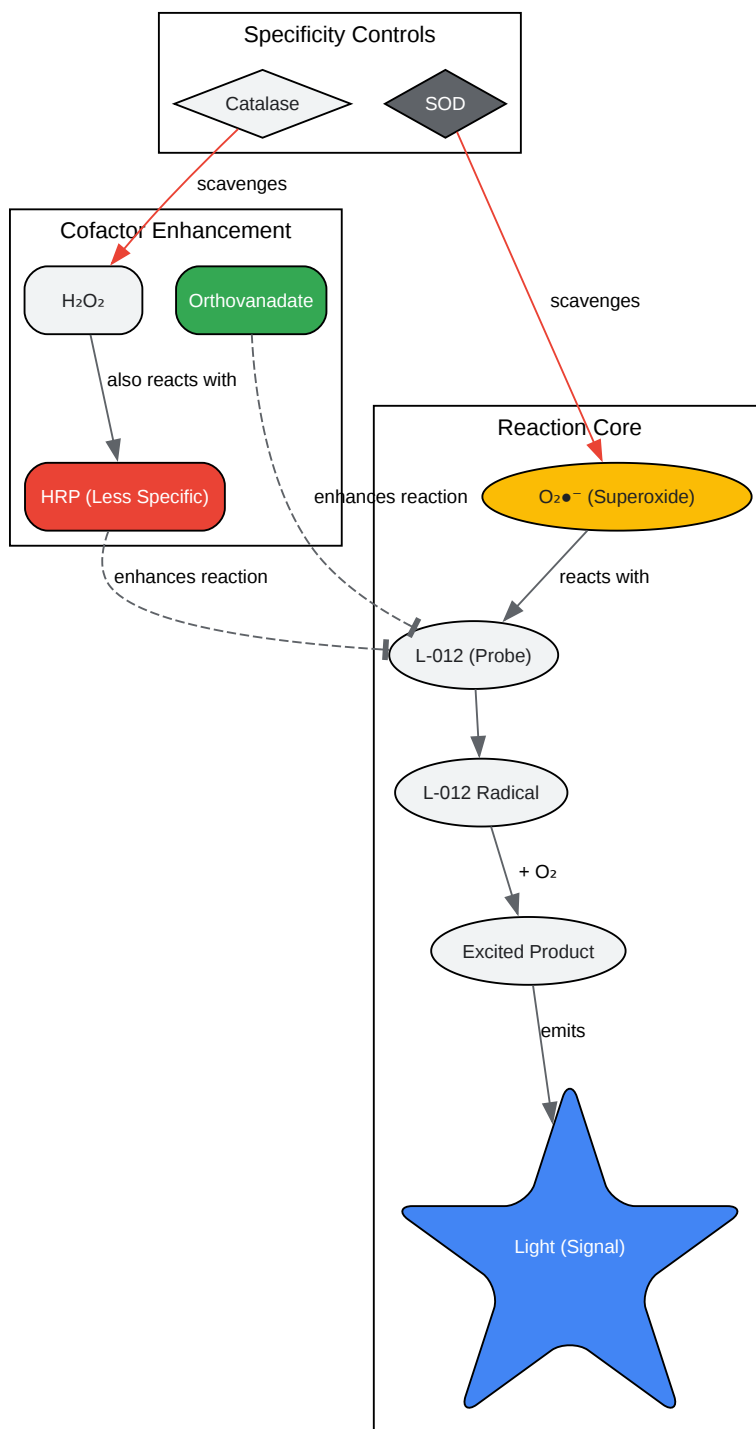 Specificity Controls
Catalase
SOD
scavenges
Cofactor Enhancement
H₂O₂
Orthovanadate
scavenges
also reacts with
Reaction Core
HRP (Less Specific)
enhances reaction
O₂●⁻ (Superoxide)
enhances reaction
reacts with
L-012 (Probe)
L-012 Radical
+ O₂
Excited Product
emits
Light (Signal)